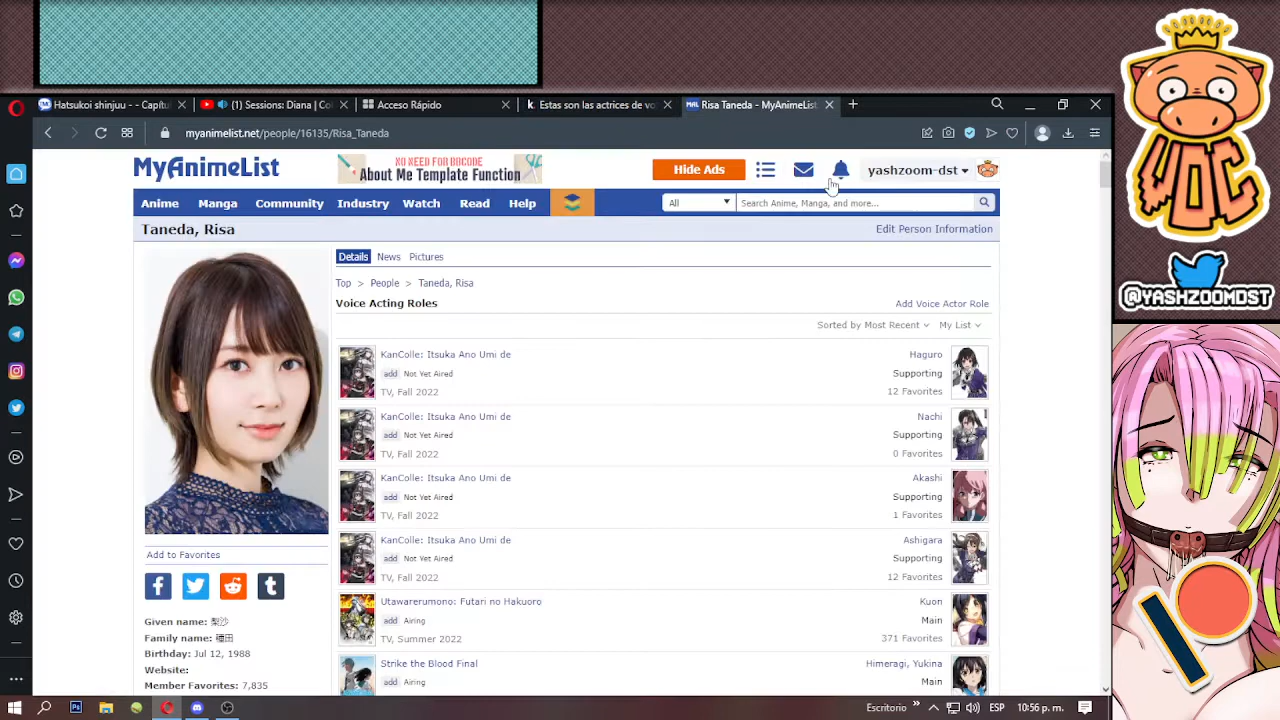 Hatsukoi shinjuu - - Capítul
(1) Sessions: Diana | Col
Acceso Rápido
k. Estas son las actrices de vo
MAL Risa Taneda - MyAnimeList
myanimelist.net/people/16135/Risa_Taneda
MyAnimeList
NO NEED FOR BBCODE
About Me Template Function
Hide Ads
yashzoom-dst
Anime Manga Community Industry Watch Read Help
All
Search Anime, Manga, and more...
Taneda, Risa
Edit Person Information
Details News Pictures
Top > People > Taneda, Risa
Voice Acting Roles
Add Voice Actor Role
Sorted by Most Recent
My List
KanColle: Itsuka Ano Umi de
Haguro
add Not Yet Aired
Supporting
TV, Fall 2022
12 Favorites
KanColle: Itsuka Ano Umi de
Nachi
add Not Yet Aired
Supporting
TV, Fall 2022
0 Favorites
KanColle: Itsuka Ano Umi de
Akashi
add Not Yet Aired
Supporting
TV, Fall 2022
1 Favorites
KanColle: Itsuka Ano Umi de
Ashigara
add Not Yet Aired
Supporting
TV, Fall 2022
12 Favorites
Utawarerumono: Futari no Hakuoro
Kuon
add Airing
Main
TV, Summer 2022
371 Favorites
Strike the Blood Final
Himeragi, Yukina
add Airing
Main
Add to Favorites
Given name: 梨沙
Family name: 種田
Birthday: Jul 12, 1988
Website:
Member Favorites: 7,835
WOC
@YASHZOOMDST
Ps
Escritorio
ESP
10:56 p. m.